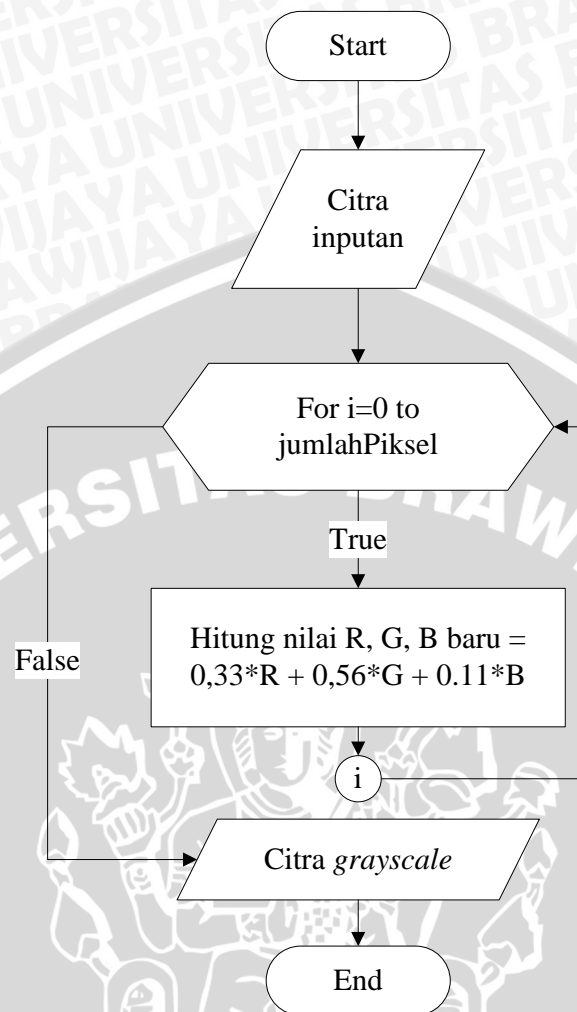 Start
Citra
inputan
For i=0 to
jumlahPiksel
True
Hitung nilai R, G, B baru =
0,33*R + 0,56*G + 0.11*B
False
i
Citra grayscale
End